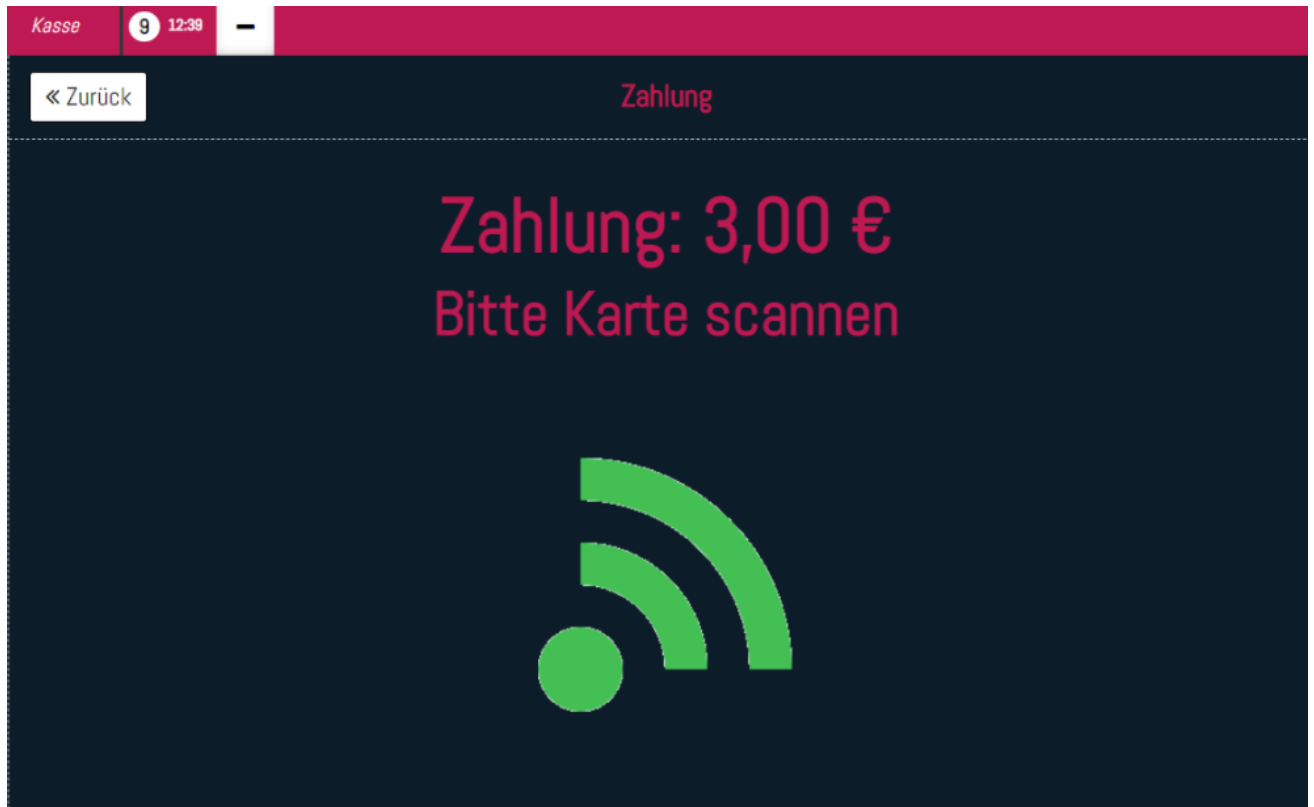 Kasse 9 12:39 –
« Zurück
Zahlung
Zahlung: 3,00 €
Bitte Karte scannen